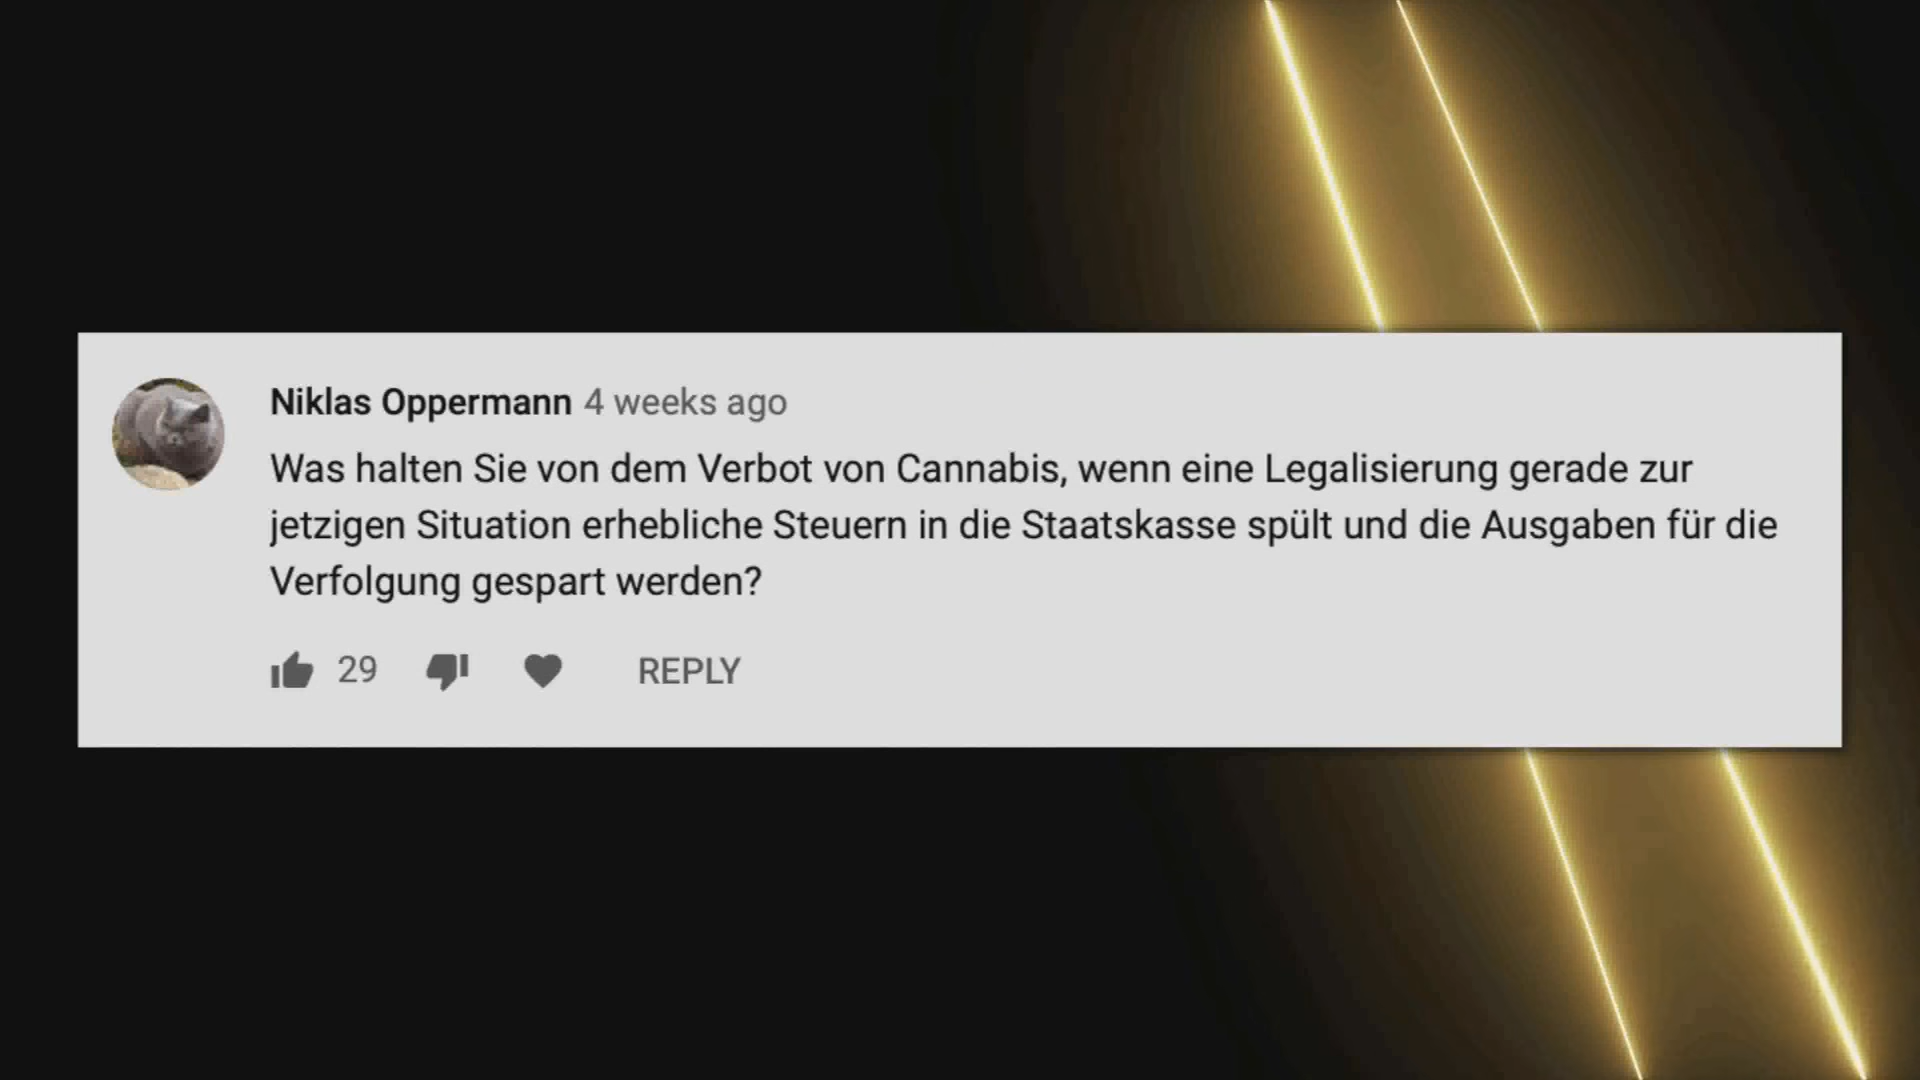 Niklas Oppermann 4 weeks ago
Was halten Sie von dem Verbot von Cannabis, wenn eine Legalisierung gerade zur
jetzigen Situation erhebliche Steuern in die Staatskasse spült und die Ausgaben für die
Verfolgung gespart werden?
29 REPLY